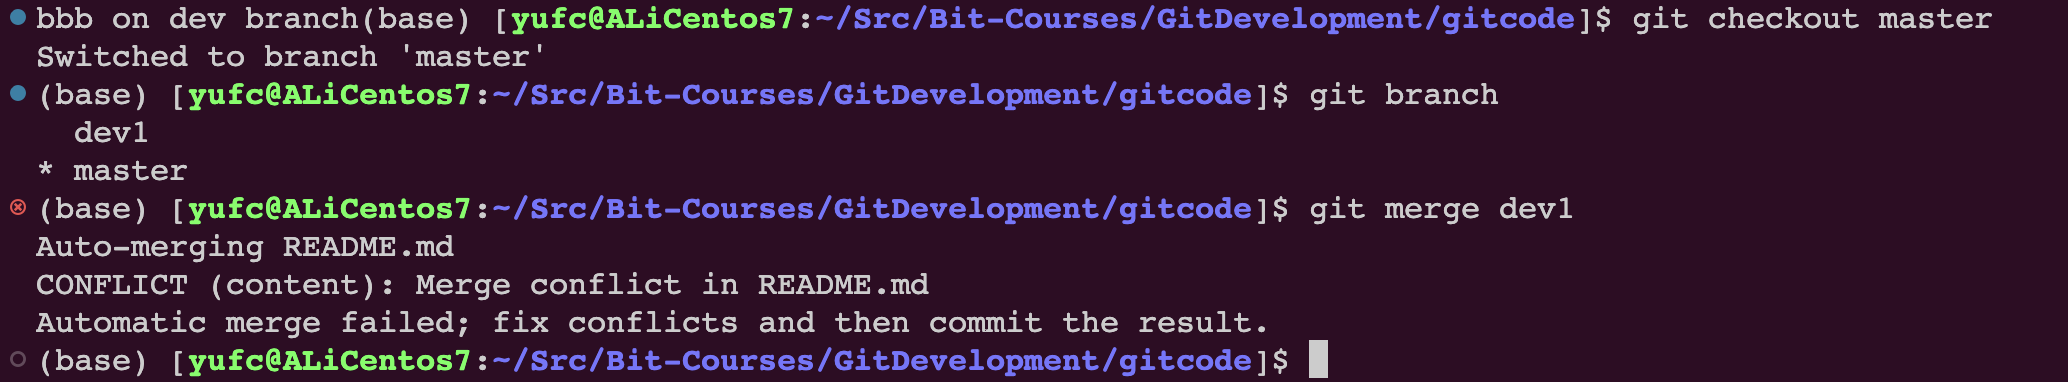 bbb on dev branch(base) [yufc@ALiCentos7:~/Src/Bit-Courses/GitDevelopment/gitcode]$ git checkout master
Switched to branch 'master'
(base) [yufc@ALiCentos7:~/Src/Bit-Courses/GitDevelopment/gitcode]$ git branch
  dev1
* master
(base) [yufc@ALiCentos7:~/Src/Bit-Courses/GitDevelopment/gitcode]$ git merge dev1
Auto-merging README.md
CONFLICT (content): Merge conflict in README.md
Automatic merge failed; fix conflicts and then commit the result.
(base) [yufc@ALiCentos7:~/Src/Bit-Courses/GitDevelopment/gitcode]$